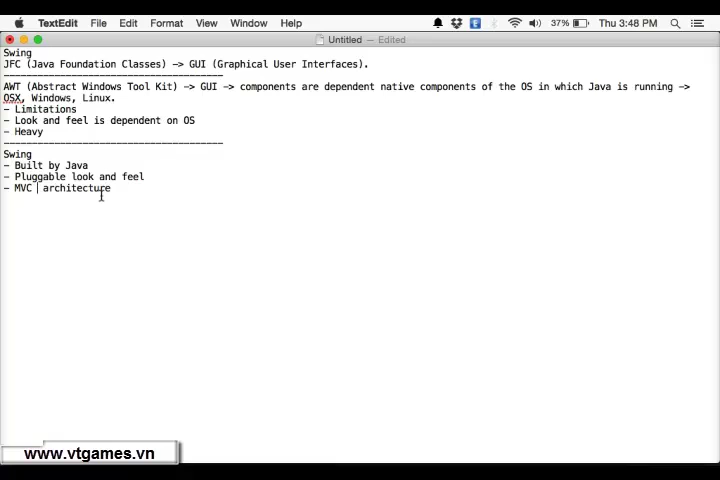 TextEdit File Edit Format View Window Help 37% Thu 3:48 PM
Untitled — Edited
Swing
JFC (Java Foundation Classes) -> GUI (Graphical User Interfaces).
----------------------------------------
AWT (Abstract Windows Tool Kit) -> GUI -> components are dependent native components of the OS in which Java is running ->
OSX, Windows, Linux.
- Limitations
- Look and feel is dependent on OS
- Heavy
----------------------------------------
Swing
- Built by Java
- Pluggable look and feel
- MVC architecture
www.vtgames.vn